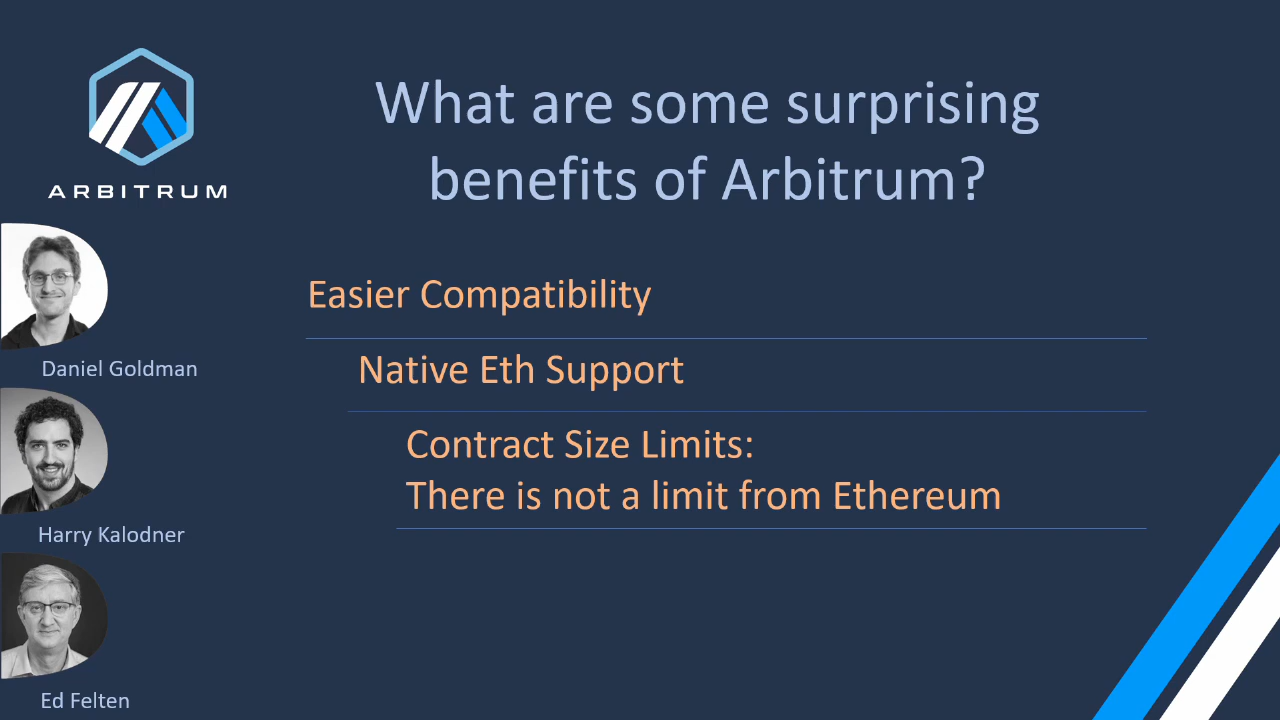 ARBITRUM
What are some surprising
benefits of Arbitrum?
Easier Compatibility
Native Eth Support
Contract Size Limits:
There is not a limit from Ethereum
Daniel Goldman
Harry Kalodner
Ed Felten